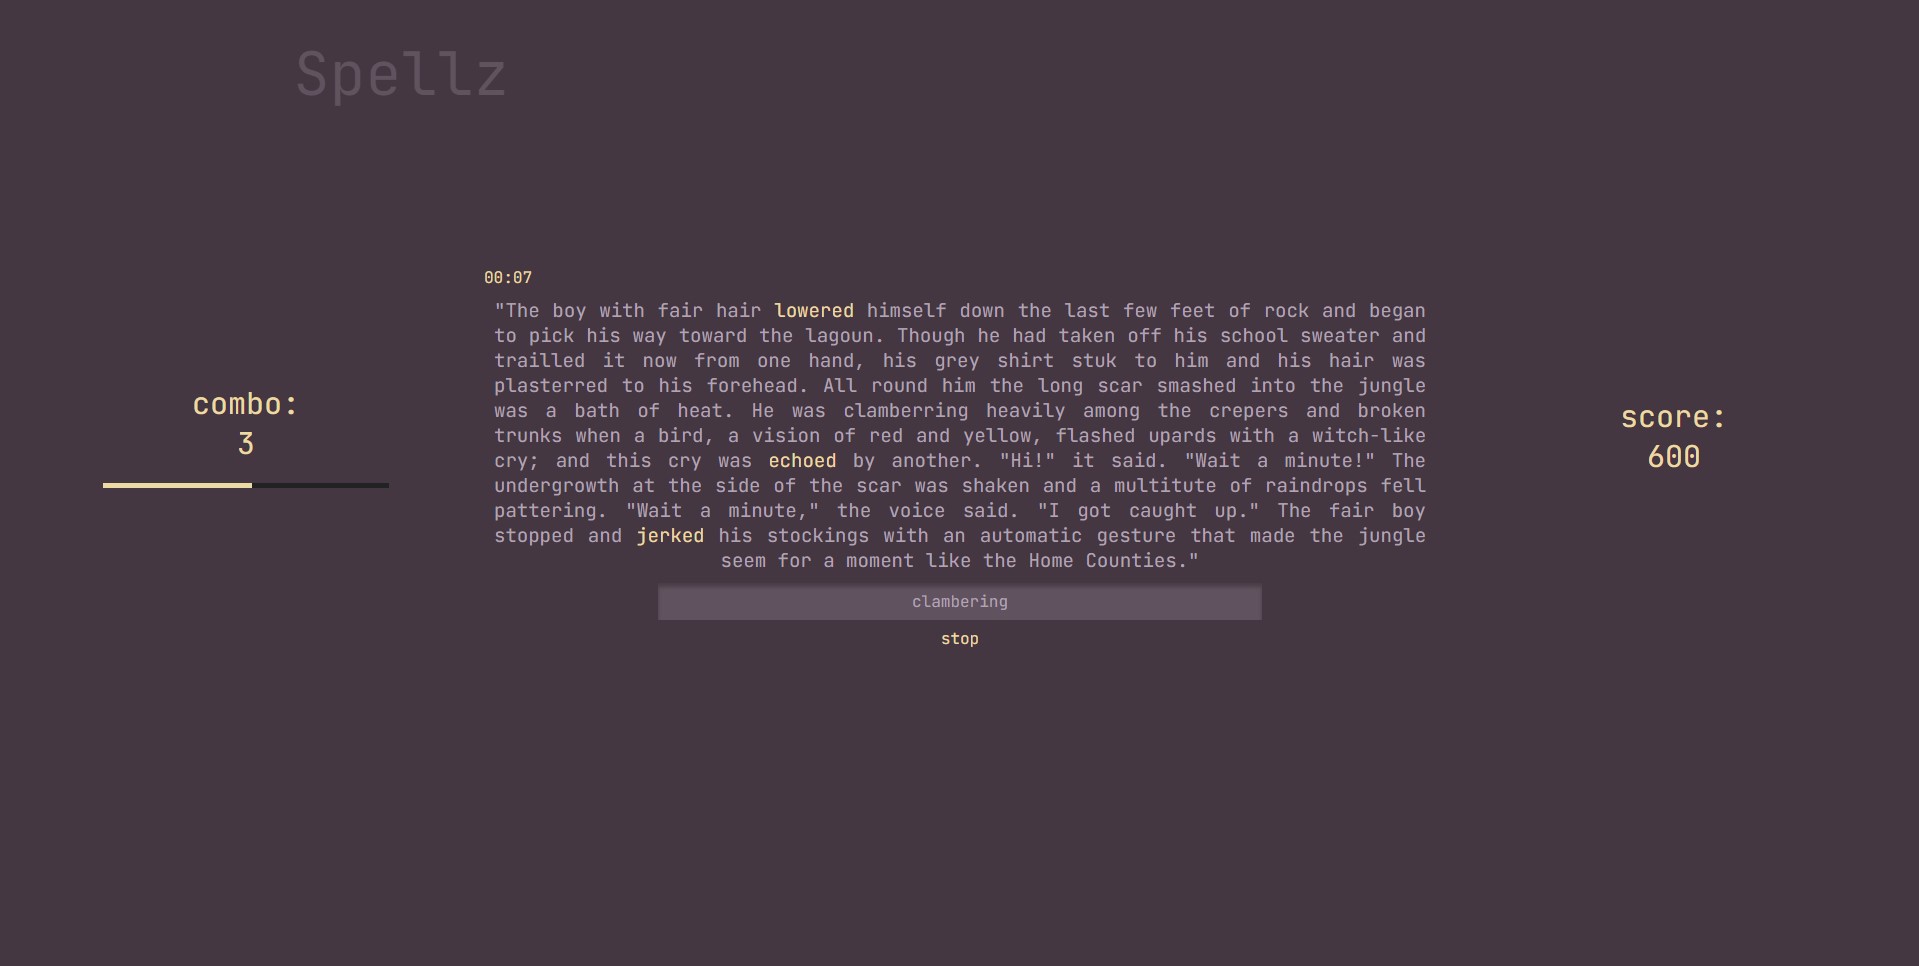 Spellz
00:07
"The boy with fair hair lowered himself down the last few feet of rock and began
to pick his way toward the lagoun. Though he had taken off his school sweater and
trailled it now from one hand, his grey shirt stuk to him and his hair was
plasterred to his forehead. All round him the long scar smashed into the jungle
was a bath of heat. He was clamberring heavily among the crepers and broken
trunks when a bird, a vision of red and yellow, flashed upards with a witch-like
cry; and this cry was echoed by another. "Hi!" it said. "Wait a minute!" The
undergrowth at the side of the scar was shaken and a multitute of raindrops fell
pattering. "Wait a minute," the voice said. "I got caught up." The fair boy
stopped and jerked his stockings with an automatic gesture that made the jungle
seem for a moment like the Home Counties."
clambering
stop
combo:
3
score:
600